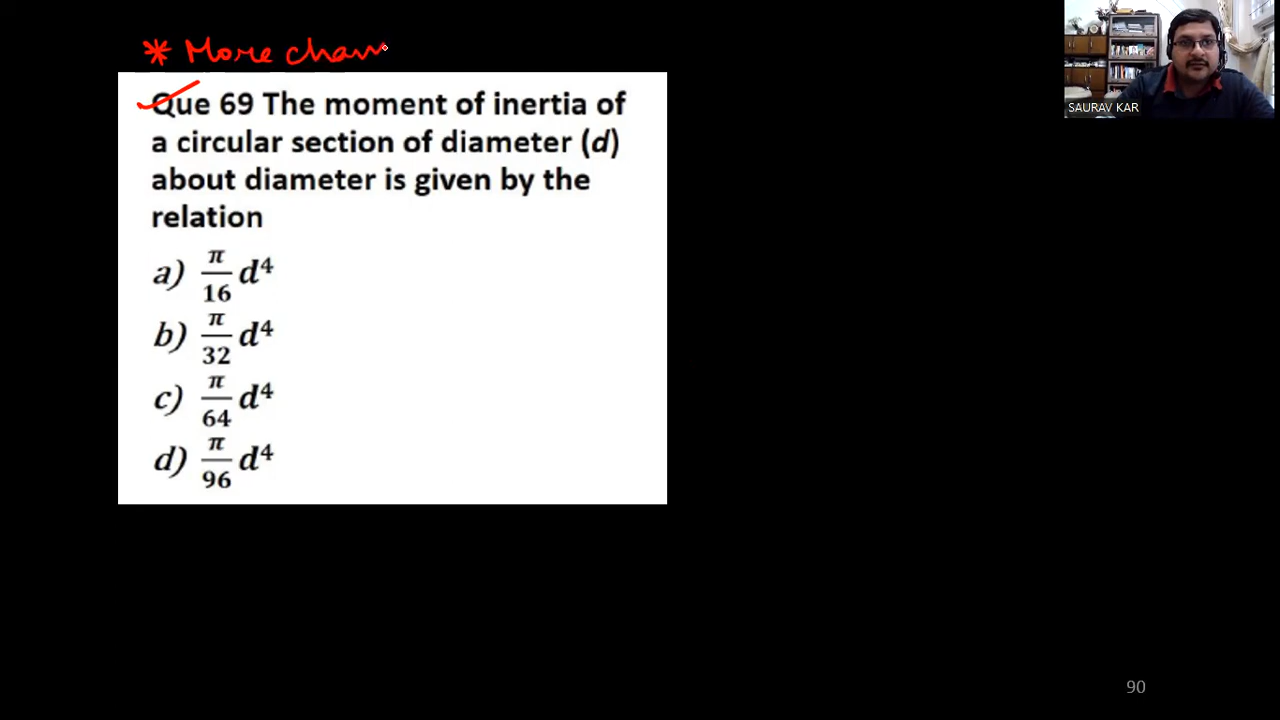 * More chan
SAURAV KAR
Que 69 The moment of inertia of
a circular section of diameter (d)
about diameter is given by the
relation
a) π/16 d⁴
b) π/32 d⁴
c) π/64 d⁴
d) π/96 d⁴
90